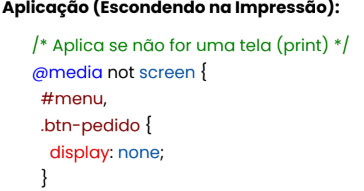 Aplicação (Escondendo na Impressão):
/* Aplica se não for uma tela (print) */
@media not screen {
#menu,
.btn-pedido {
display: none;
}